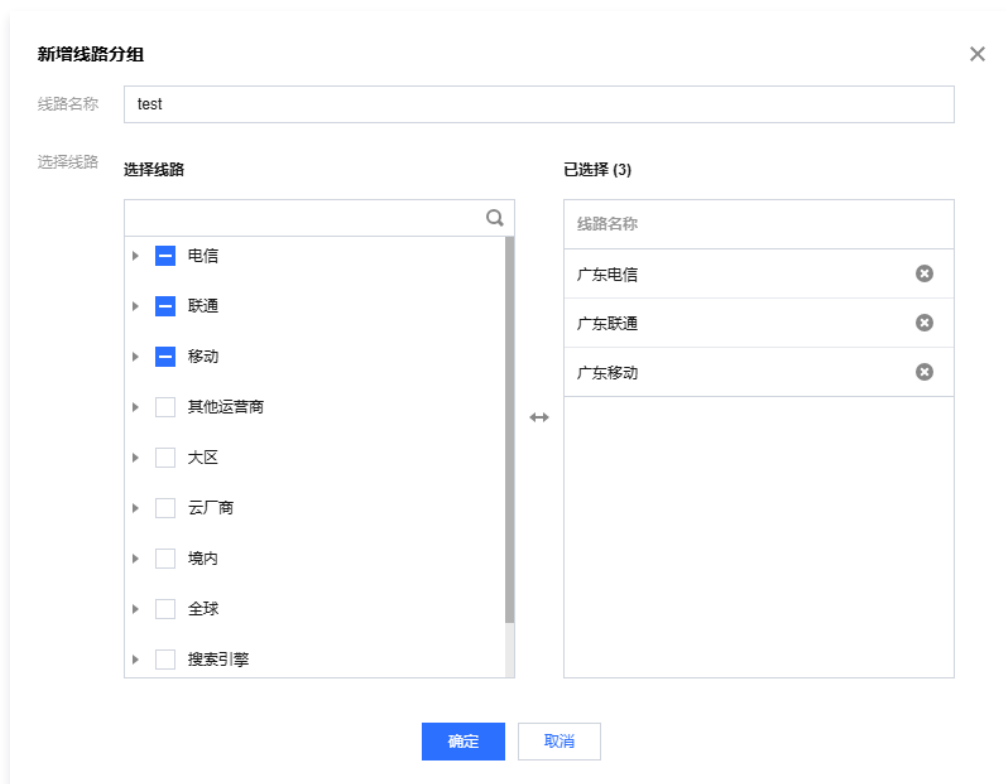 新增线路分组
线路名称 test
选择线路 选择线路 已选择 (3)
线路名称
电信
联通
移动
其他运营商
大区
云厂商
境内
全球
搜索引擎
广东电信
广东联通
广东移动
确定 取消